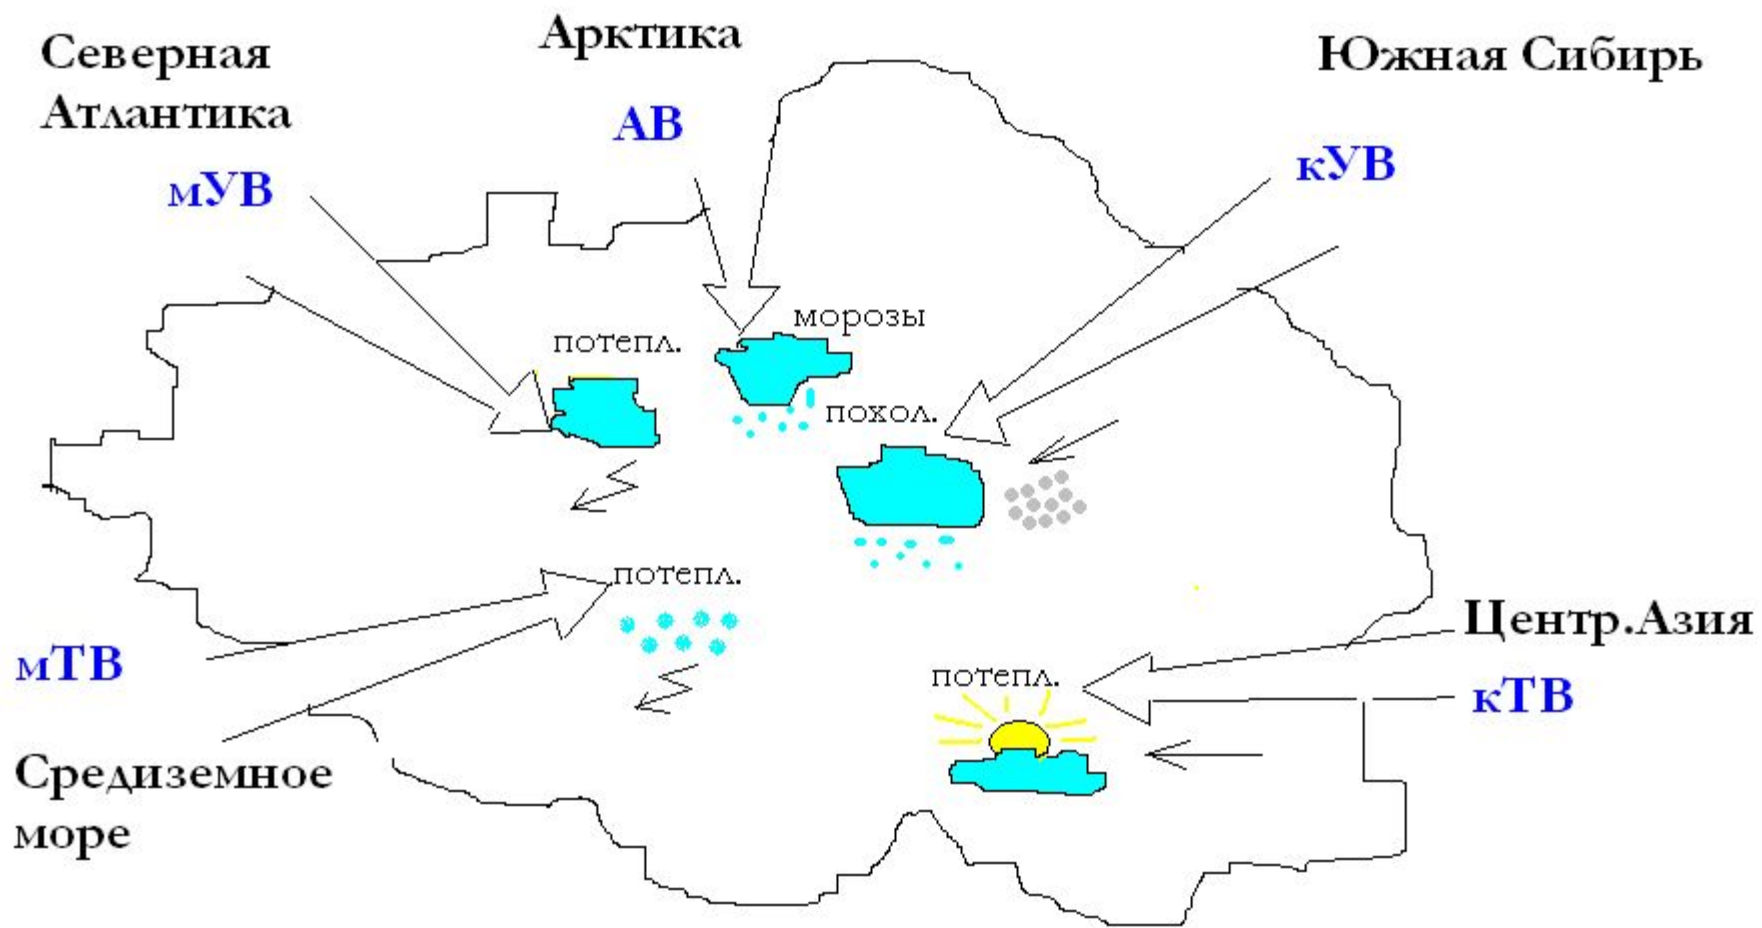 Северная
Атлантика
мУВ
Арктика
АВ
Южная Сибирь
кУВ
морозы
потепл.
похол.
потепл.
мТВ
Средиземное
море
Центр.Азия
кТВ
потепл.